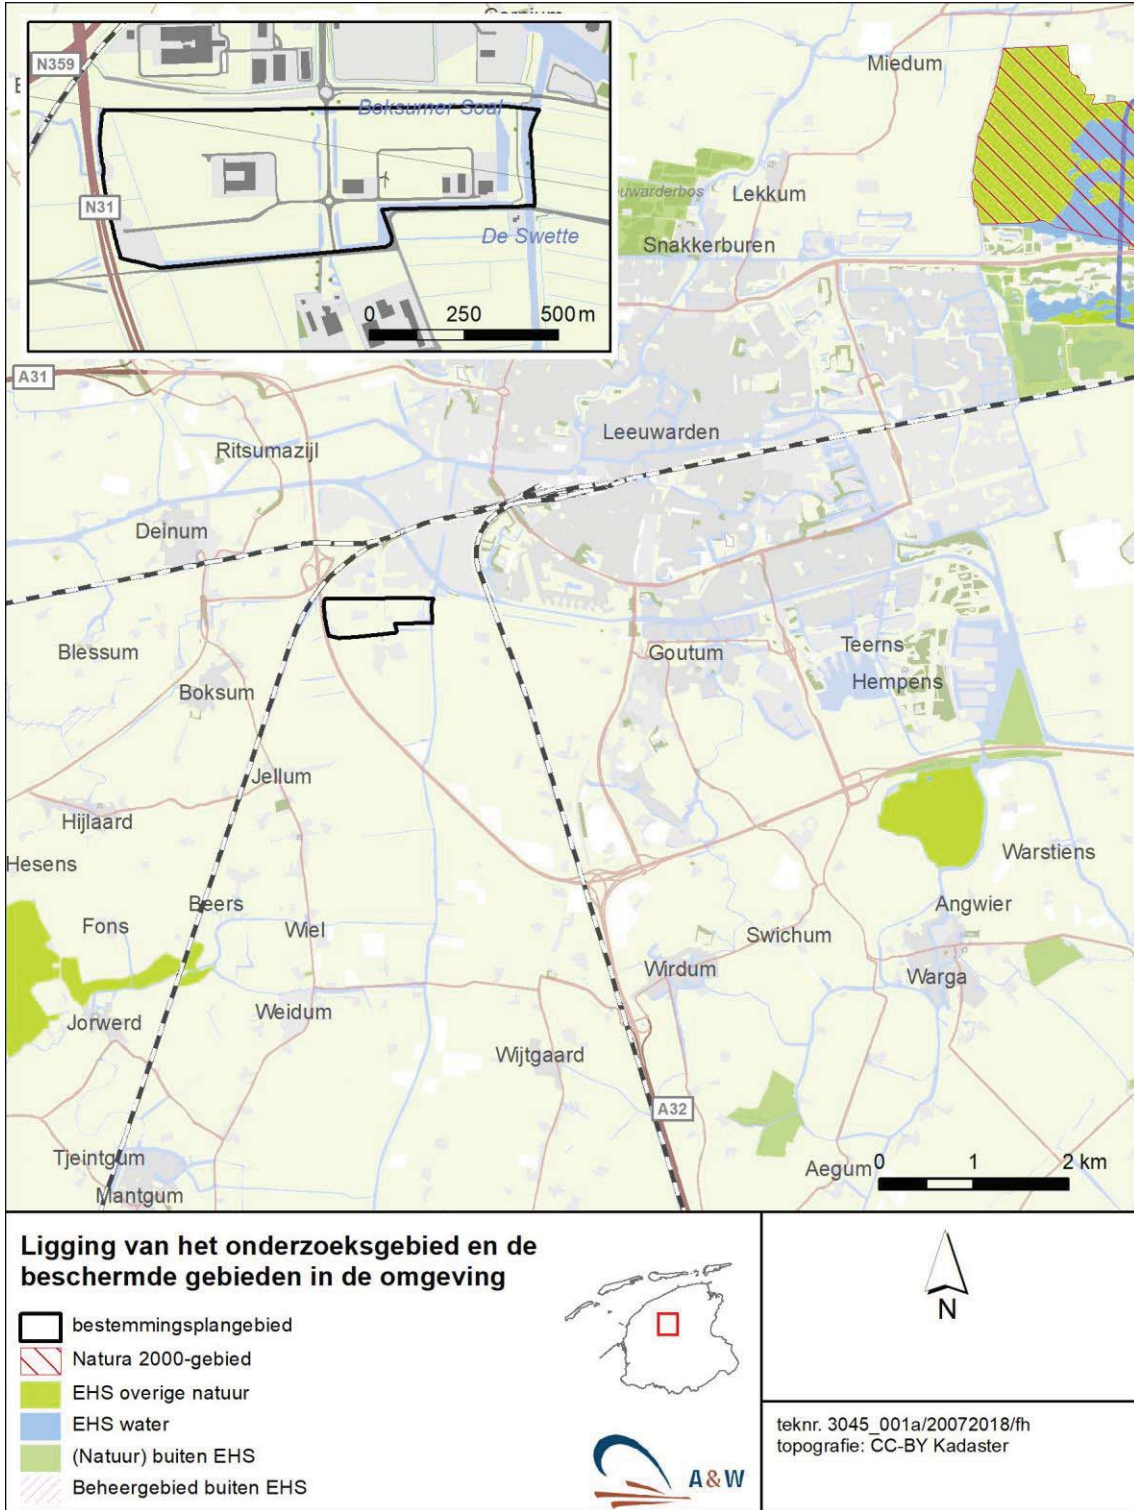 N359
Boksumer Soal
N31
De Swette
0 250 500 m
Miedum
Lekkum
Snakkerburen
A31
Leeuwarden
Ritsumazijl
Deinum
Blessum
Boksum
Goutum
Teerns
Hempens
Jellum
Hijlaard
Hesens
Warstiens
Beers
Fons
Wiel
Angwier
Swichum
Wirdum
Warga
Jorwerd
Weidum
Wijtgaard
A32
Tjeintgum
Mantgum
Aegum
0 1 2 km
Ligging van het onderzoeksgebied en de
beschermde gebieden in de omgeving
bestemmingsplangebied
Natura 2000-gebied
EHS overige natuur
EHS water
(Natuur) buiten EHS
Beheergebied buiten EHS
A&W
N
teknr. 3045_001a/20072018/fh
topografie: CC-BY Kadaster